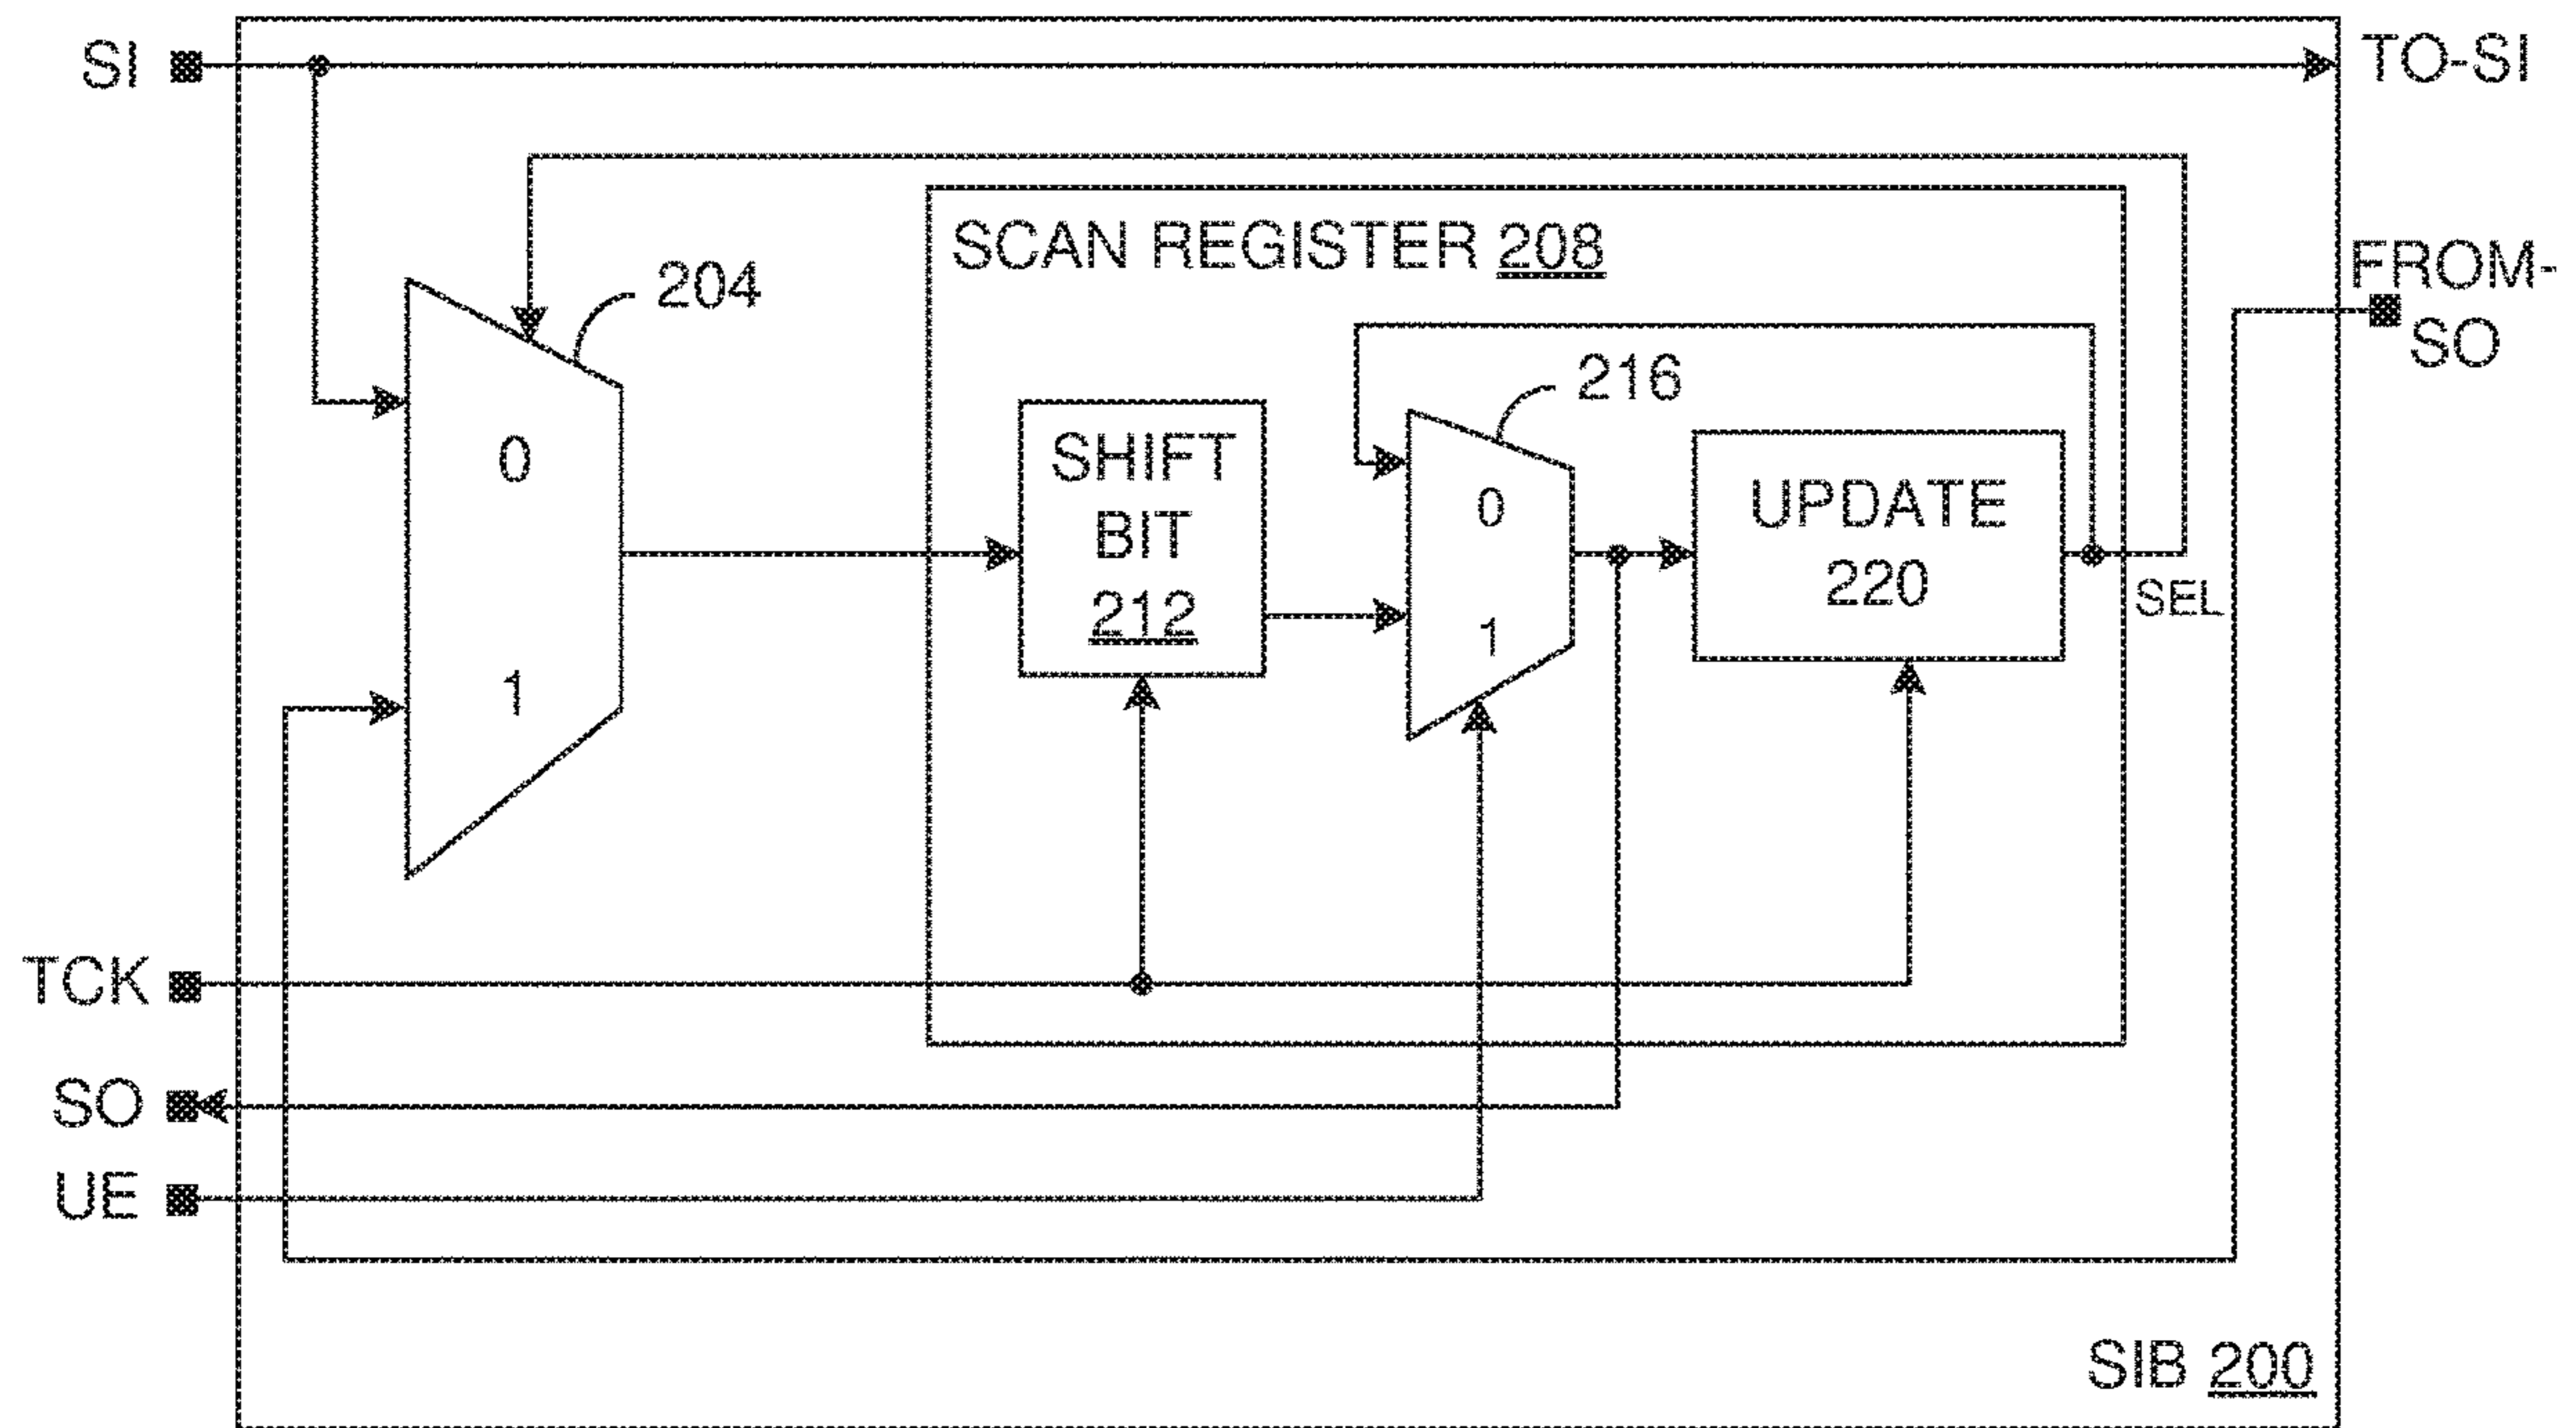 SI
TO-SI
SCAN REGISTER 208
FROM-
SO
204
216
0
1
SHIFT
BIT
212
0
1
UPDATE
220
SEL
TCK
SO
UE
SIB 200